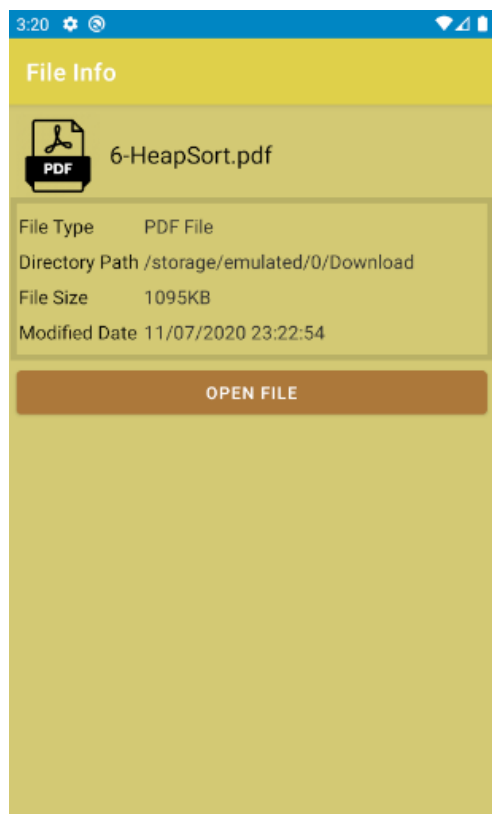 3:20
File Info
PDF
6-HeapSort.pdf
File Type PDF File
Directory Path /storage/emulated/0/Download
File Size 1095KB
Modified Date 11/07/2020 23:22:54
OPEN FILE